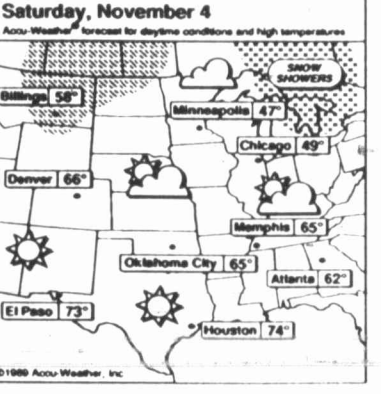 Saturday, November 4
Accu-Weather® forecast for daytime conditions and high temperatures
SNOW
SHOWERS
Billings 58°
Minneapolis 47°
Chicago 49°
Denver 66°
Memphis 65°
Oklahoma City 65°
Atlanta 62°
El Paso 73°
Houston 74°
©1989 Accu-Weather, Inc